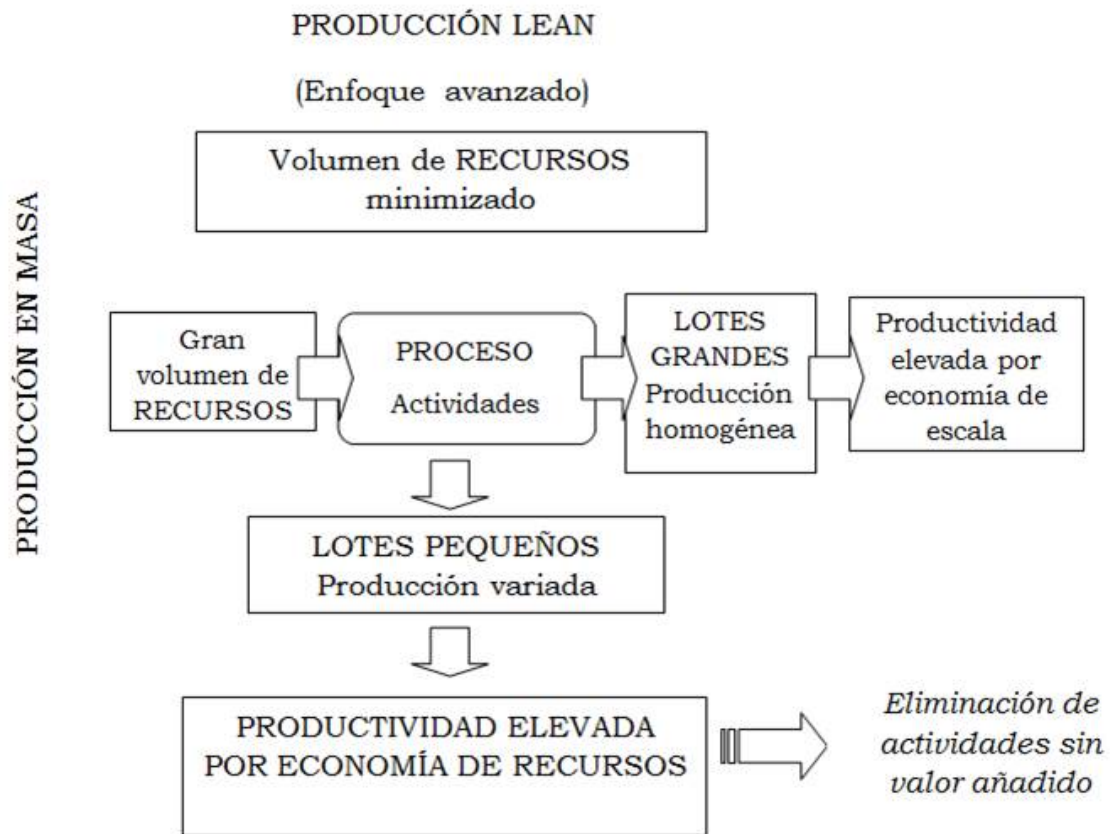 PRODUCCIÓN LEAN
(Enfoque avanzado)
Volumen de RECURSOS
minimizado
PRODUCCIÓN EN MASA
Gran
volumen de
RECURSOS
PROCESO
Actividades
LOTES
GRANDES
Producción
homogénea
Productividad
elevada por
economía de
escala
LOTES PEQUEÑOS
Producción variada
PRODUCTIVIDAD ELEVADA
POR ECONOMÍA DE RECURSOS
Eliminación de
actividades sin
valor añadido